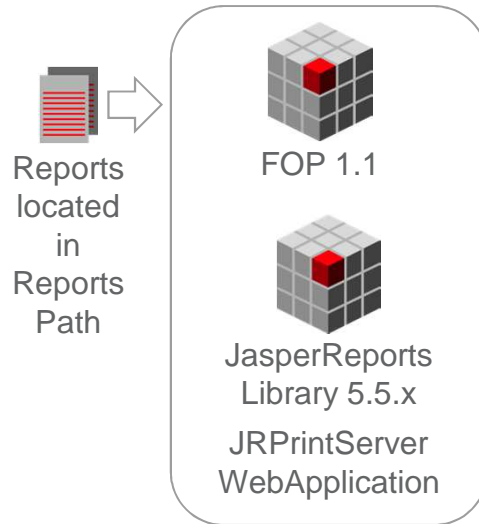 Reports
located
in
Reports
Path
FOP 1.1
JasperReports
Library 5.5.x
JRPrintServer
WebApplication